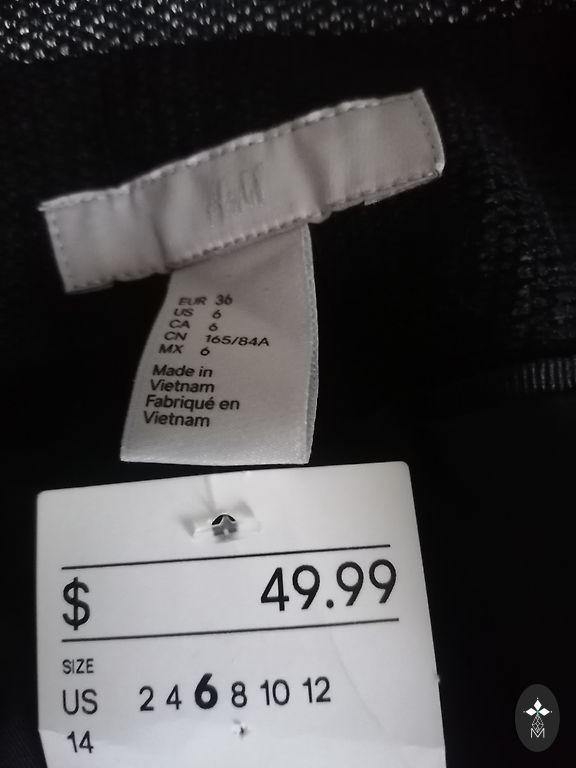 H&M
EUR 36
US 6
CA 6
CN 165/84A
MX 6
Made in
Vietnam
Fabriqué en
Vietnam
$ 49.99
SIZE
US 2 4 6 8 10 12
14
M